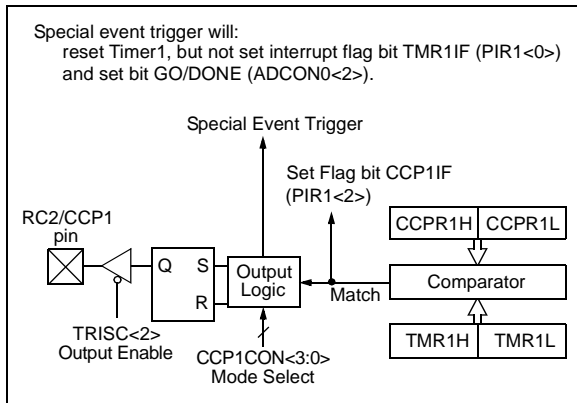 Special event trigger will:
reset Timer1, but not set interrupt flag bit TMR1IF (PIR1<0>)
and set bit GO/DONE (ADCON0<2>).
Special Event Trigger
Set Flag bit CCP1IF
(PIR1<2>)
RC2/CCP1
pin
CCPR1H CCPR1L
Q S
R
Output
Logic
Match
Comparator
TRISC<2>
Output Enable
CCP1CON<3:0>
Mode Select
TMR1H TMR1L